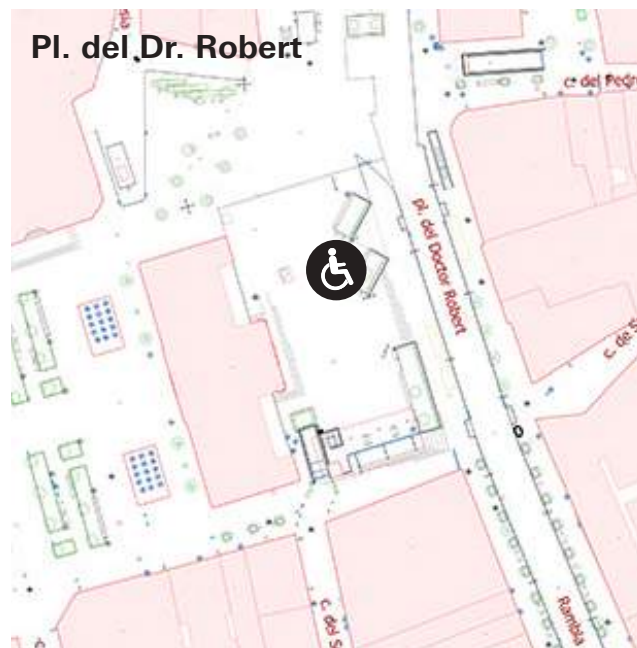 Pl. del Dr. Robert
c. del Pedr
pl. del Doctor Robert
c. de S
c. del S
Rambla